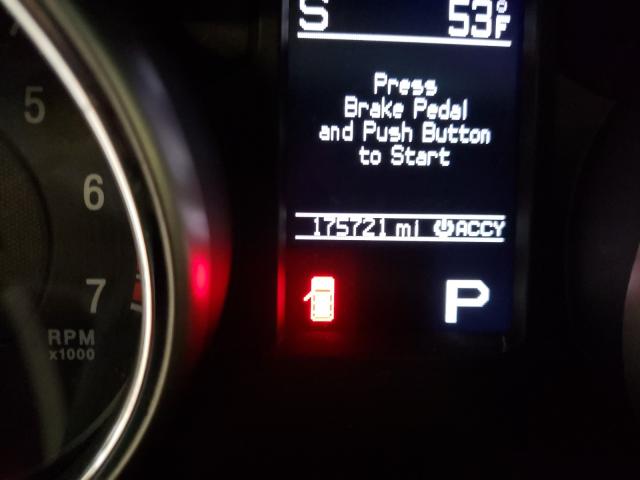 S 53°F
Press
Brake Pedal
and Push Button
to Start
175721 mi ACCY
P
5
6
7
RPM
x1000